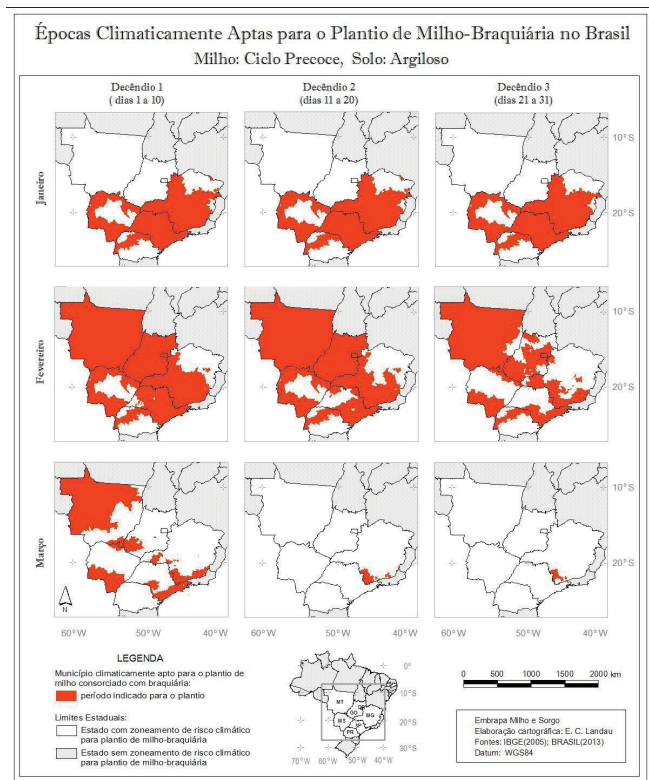 Épocas Climaticamente Aptas para o Plantio de Milho-Braquiária no Brasil
Milho: Ciclo Precoce, Solo: Argiloso
Decêndio 1
( dias 1 a 10)
Decêndio 2
(dias 11 a 20)
Decêndio 3
(dias 21 a 31)
Janeiro
10°S
20°S
Fevereiro
10°S
20°S
Março
10°S
20°S
N
60°W 50°W 40°W 60°W 50°W 40°W 60°W 50°W 40°W
LEGENDA
Município climaticamente apto para o plantio de
milho consorciado com braquiária:
período indicado para o plantio
Limites Estaduais:
Estado com zoneamento de risco climático
para plantio de milho-braquiária
Estado sem zoneamento de risco climático
para plantio de milho-braquiária
0°
10°S
20°S
30°S
MT
GO
MS
MG
PR
70°W 60°W 50°W 40°W
0 500 1000 1500 2000 km
Embrapa Milho e Sorgo
Elaboração cartográfica: E. C. Landau
Fontes: IBGE(2005); BRASIL(2013)
Datum: WGS84